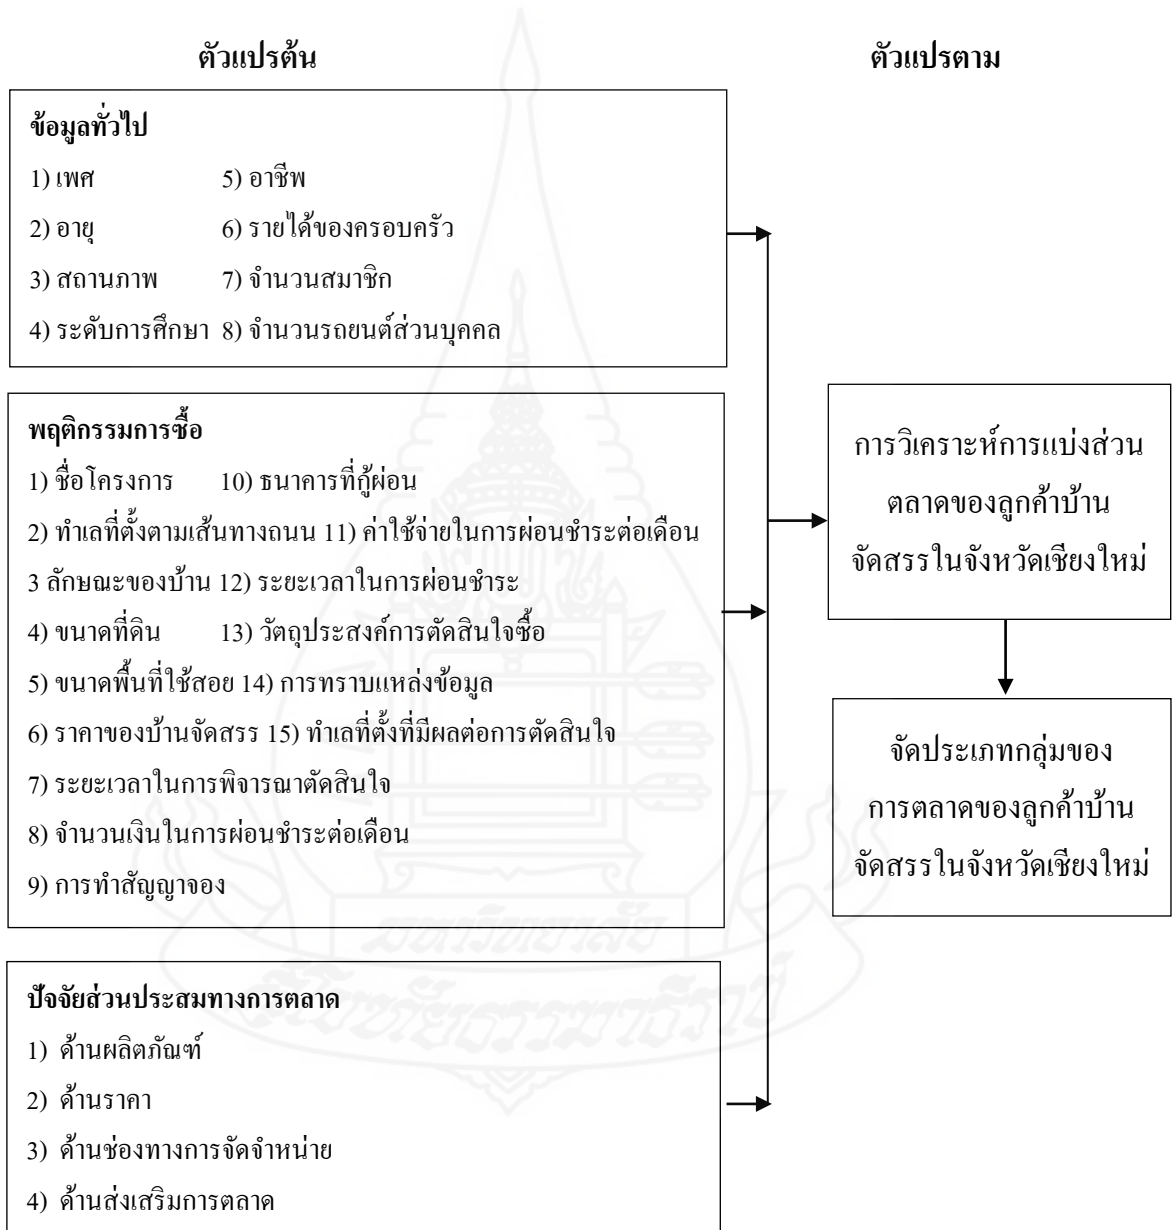 ตัวแปรต้น ตัวแปรตาม
ข้อมูลทั่วไป
1) เพศ 5) อาชีพ
2) อายุ 6) รายได้ของครอบครัว
3) สถานภาพ 7) จำนวนสมาชิก
4) ระดับการศึกษา 8) จำนวนรถยนต์ส่วนบุคคล
พฤติกรรมการซื้อ
1) ชื่อโครงการ 10) ธนาคารที่กู้ผ่อน
2) ทำเลที่ตั้งตามเส้นทางถนน 11) ค่าใช้จ่ายในการผ่อนชำระต่อเดือน
3 ลักษณะของบ้าน 12) ระยะเวลาในการผ่อนชำระ
4) ขนาดที่ดิน 13) วัตถุประสงค์การตัดสินใจซื้อ
5) ขนาดพื้นที่ใช้สอย 14) การทราบแหล่งข้อมูล
6) ราคาของบ้านจัดสรร 15) ทำเลที่ตั้งที่มีผลต่อการตัดสินใจ
7) ระยะเวลาในการพิจารณาตัดสินใจ
8) จำนวนเงินในการผ่อนชำระต่อเดือน
9) การทำสัญญาจอง
ปัจจัยส่วนประสมทางการตลาด
1) ด้านผลิตภัณฑ์
2) ด้านราคา
3) ด้านช่องทางการจัดจำหน่าย
4) ด้านส่งเสริมการตลาด
การวิเคราะห์การแบ่งส่วน
ตลาดของลูกค้าบ้าน
จัดสรรในจังหวัดเชียงใหม่
จัดประเภทกลุ่มของ
การตลาดของลูกค้าบ้าน
จัดสรรในจังหวัดเชียงใหม่
มหาวิทยาลัย
สุโขทัยธรรมาธิราช